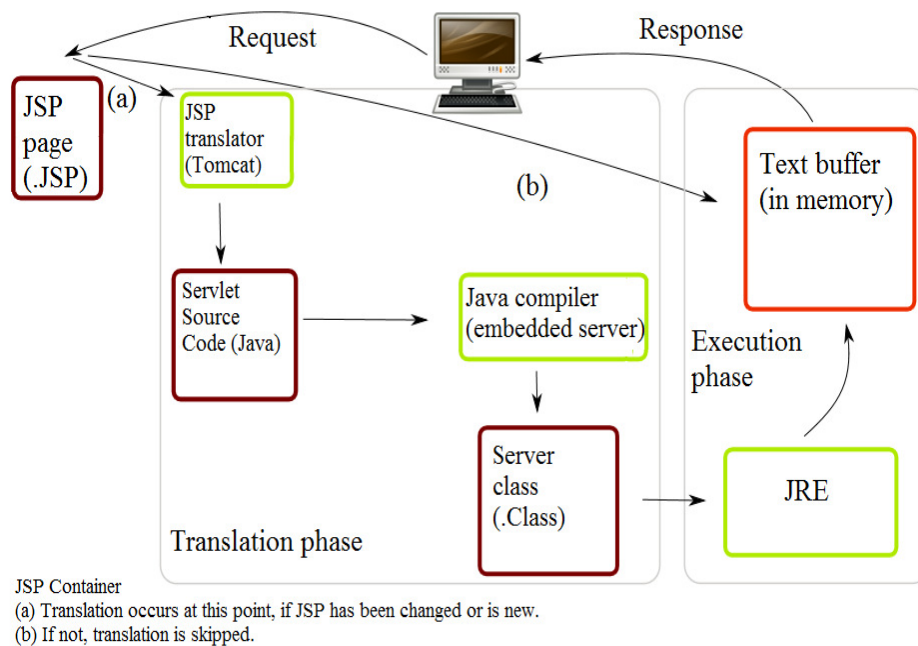 Request
Response
JSP
page
(.JSP)
(a)
JSP
translator
(Tomcat)
(b)
Text buffer
(in memory)
Servlet
Source
Code (Java)
Java compiler
(embedded server)
Execution
phase
Server
class
(.Class)
JRE
Translation phase
JSP Container
(a) Translation occurs at this point, if JSP has been changed or is new.
(b) If not, translation is skipped.